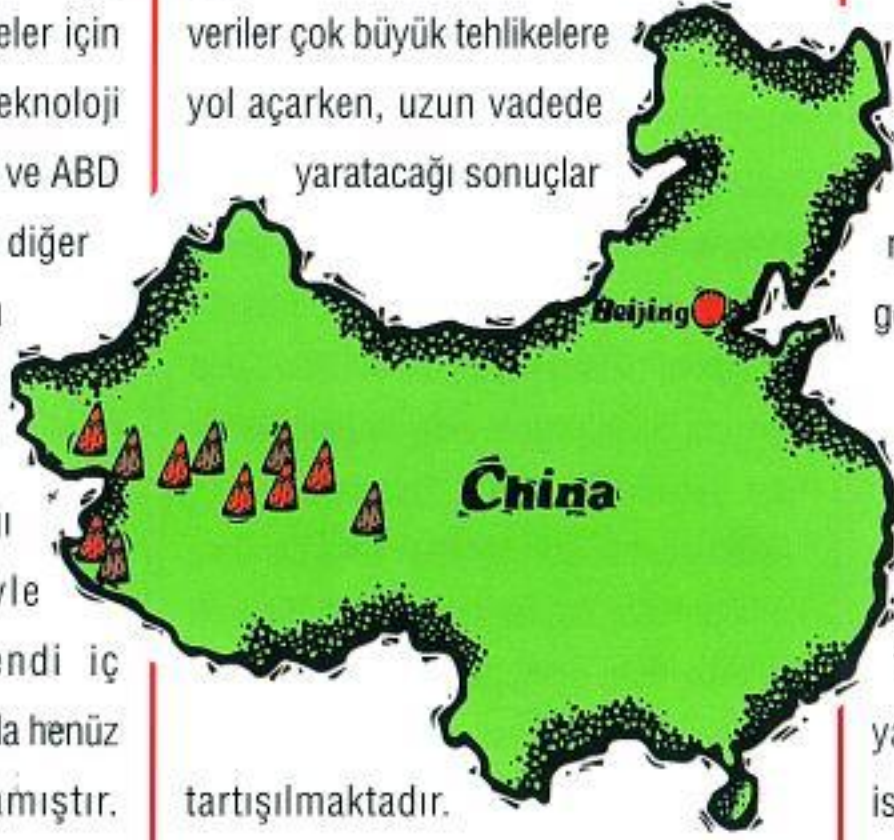 eler için
eknoloji
ve ABD
diğer
yle
endi iç
la henüz
amıştır.
veriler çok büyük tehlikelere
yol açarken, uzun vadede
yaratacağı sonuçlar
Beijing
China
tartışılmaktadır.
ya
is